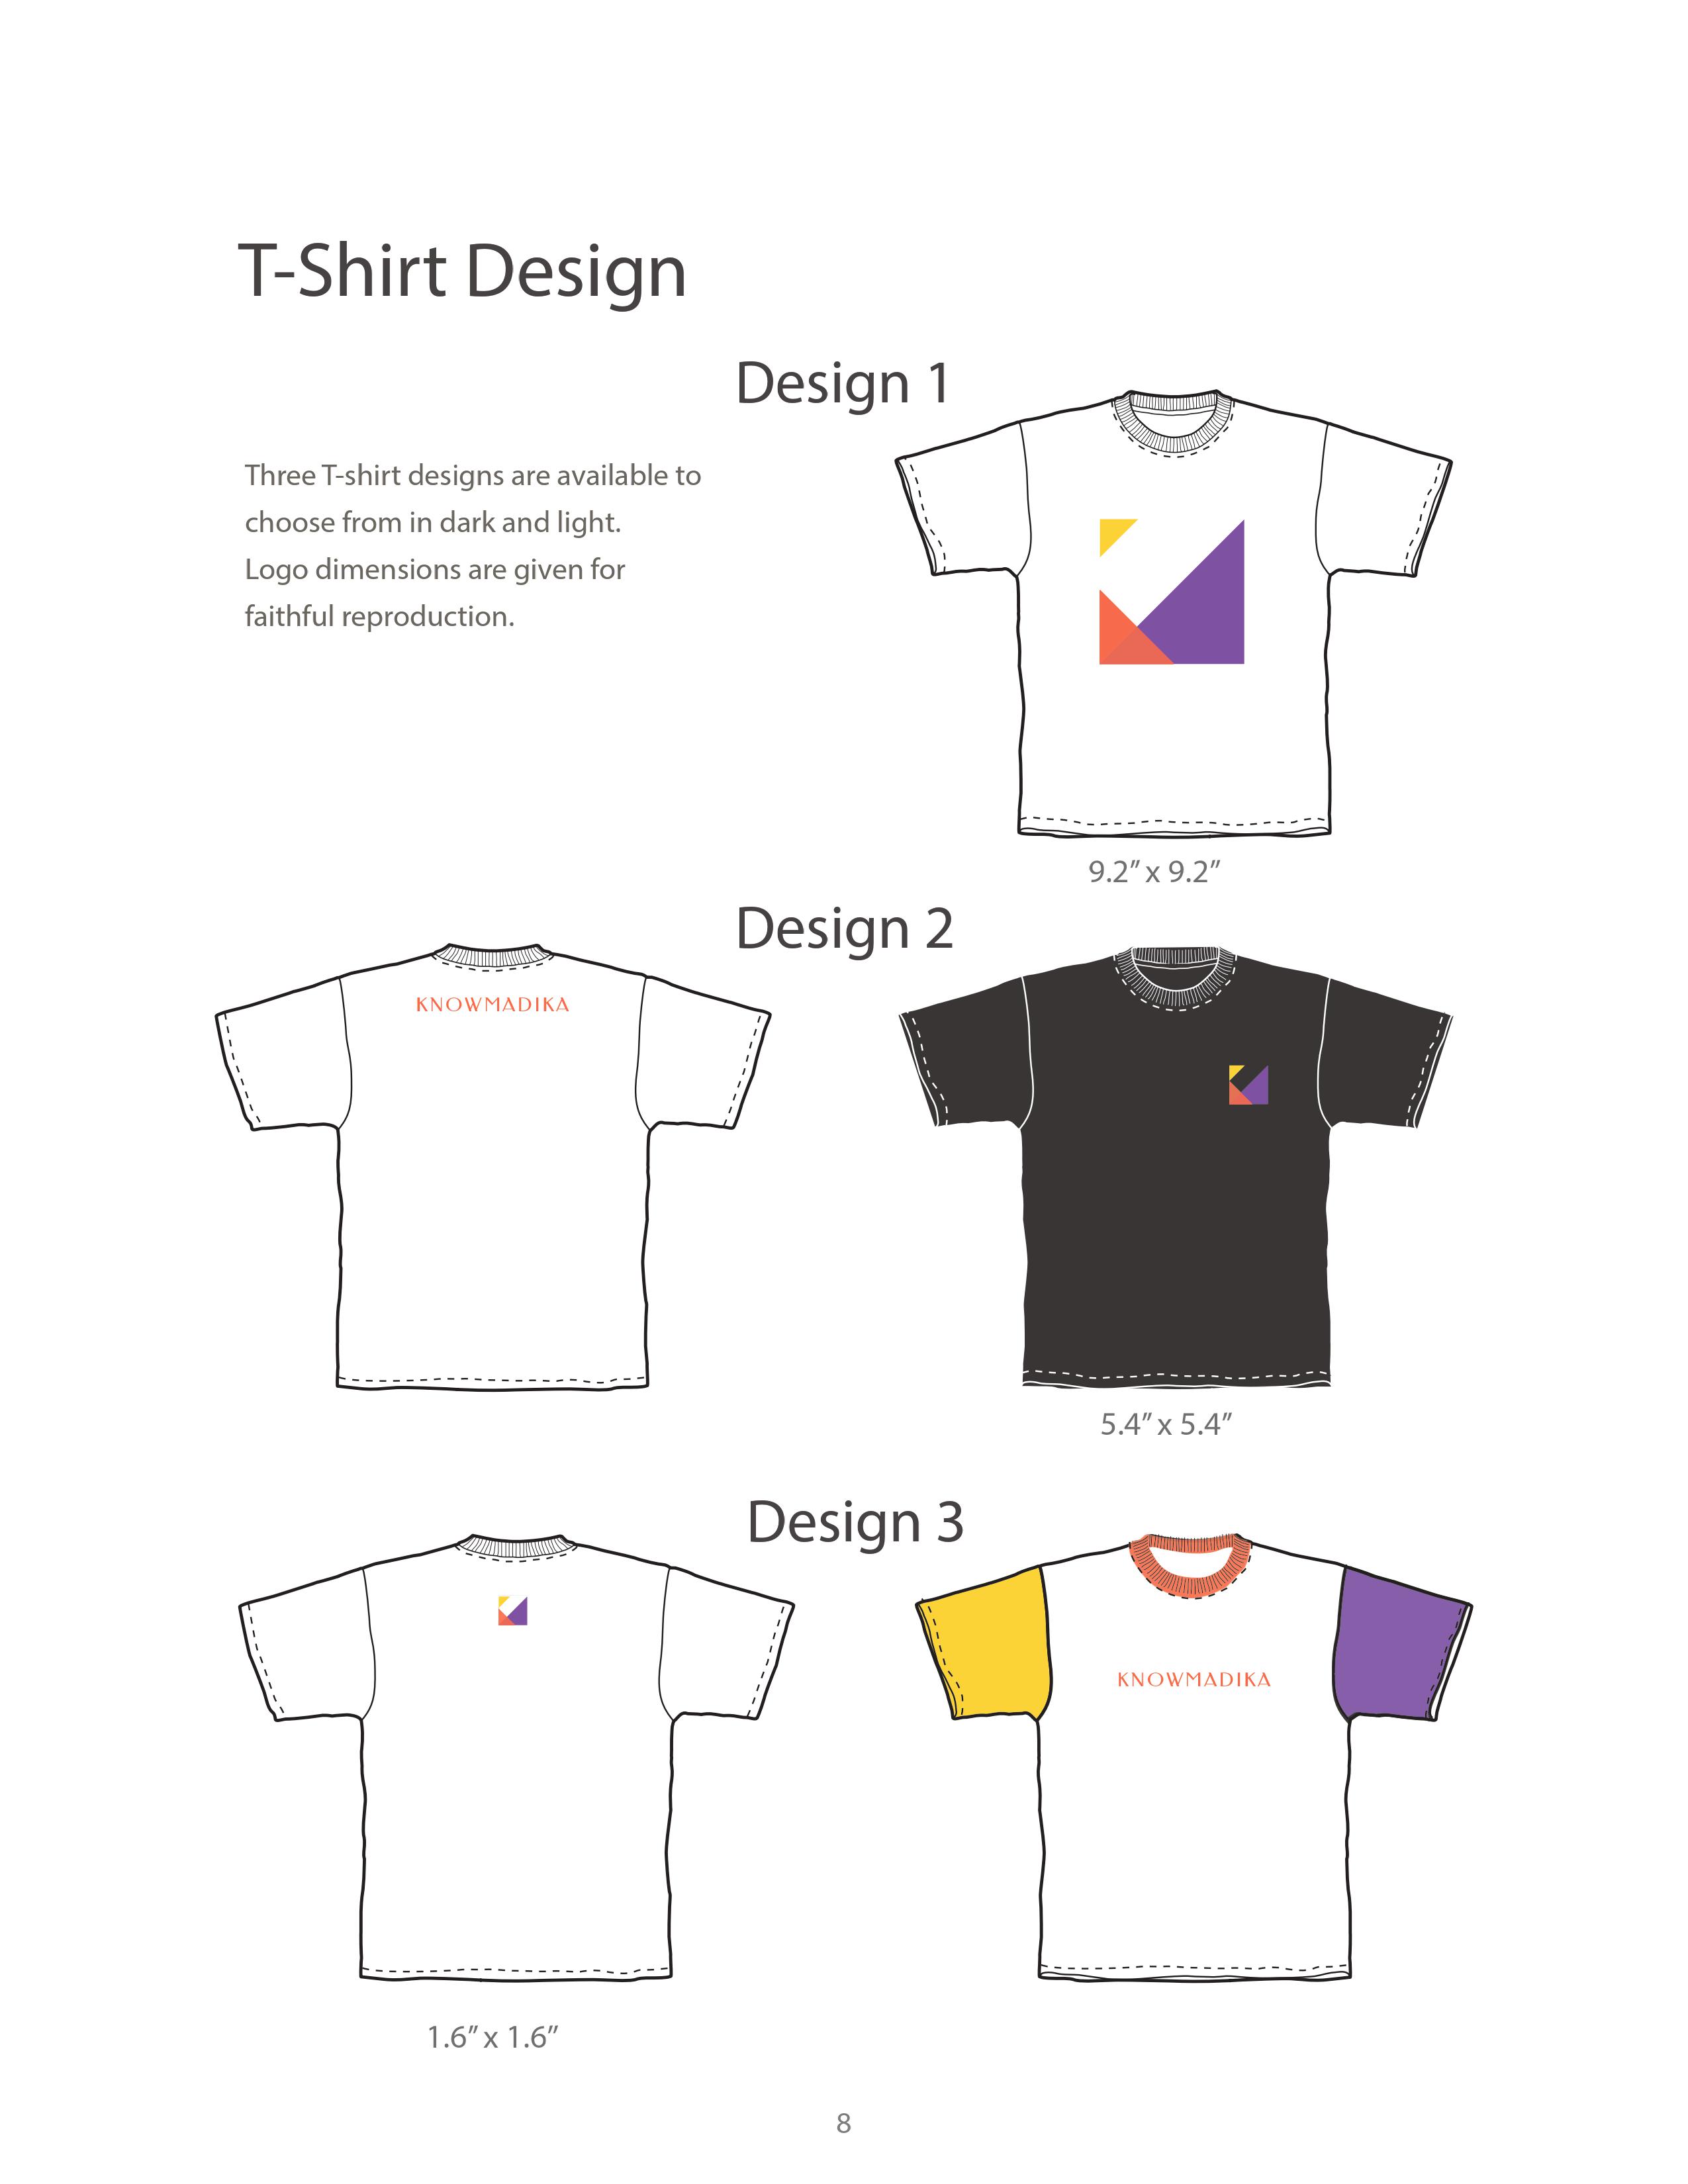 T-Shirt Design
Design 1
Three T-shirt designs are available to
choose from in dark and light.
Logo dimensions are given for
faithful reproduction.
9.2” x 9.2”
Design 2
KNOWMADIKA
5.4” x 5.4”
Design 3
KNOWMADIKA
1.6” x 1.6”
8